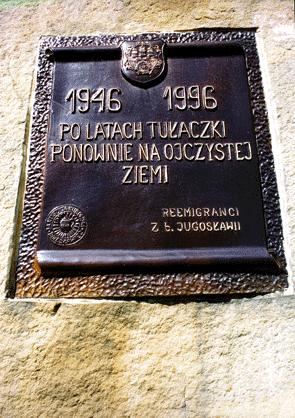 1946 1996
PO LATACH TUŁACZKI
PONOWNIE NA OJCZYSTEJ
ZIEMI
REEMIGRANCI
Z b. JUGOSŁAWII